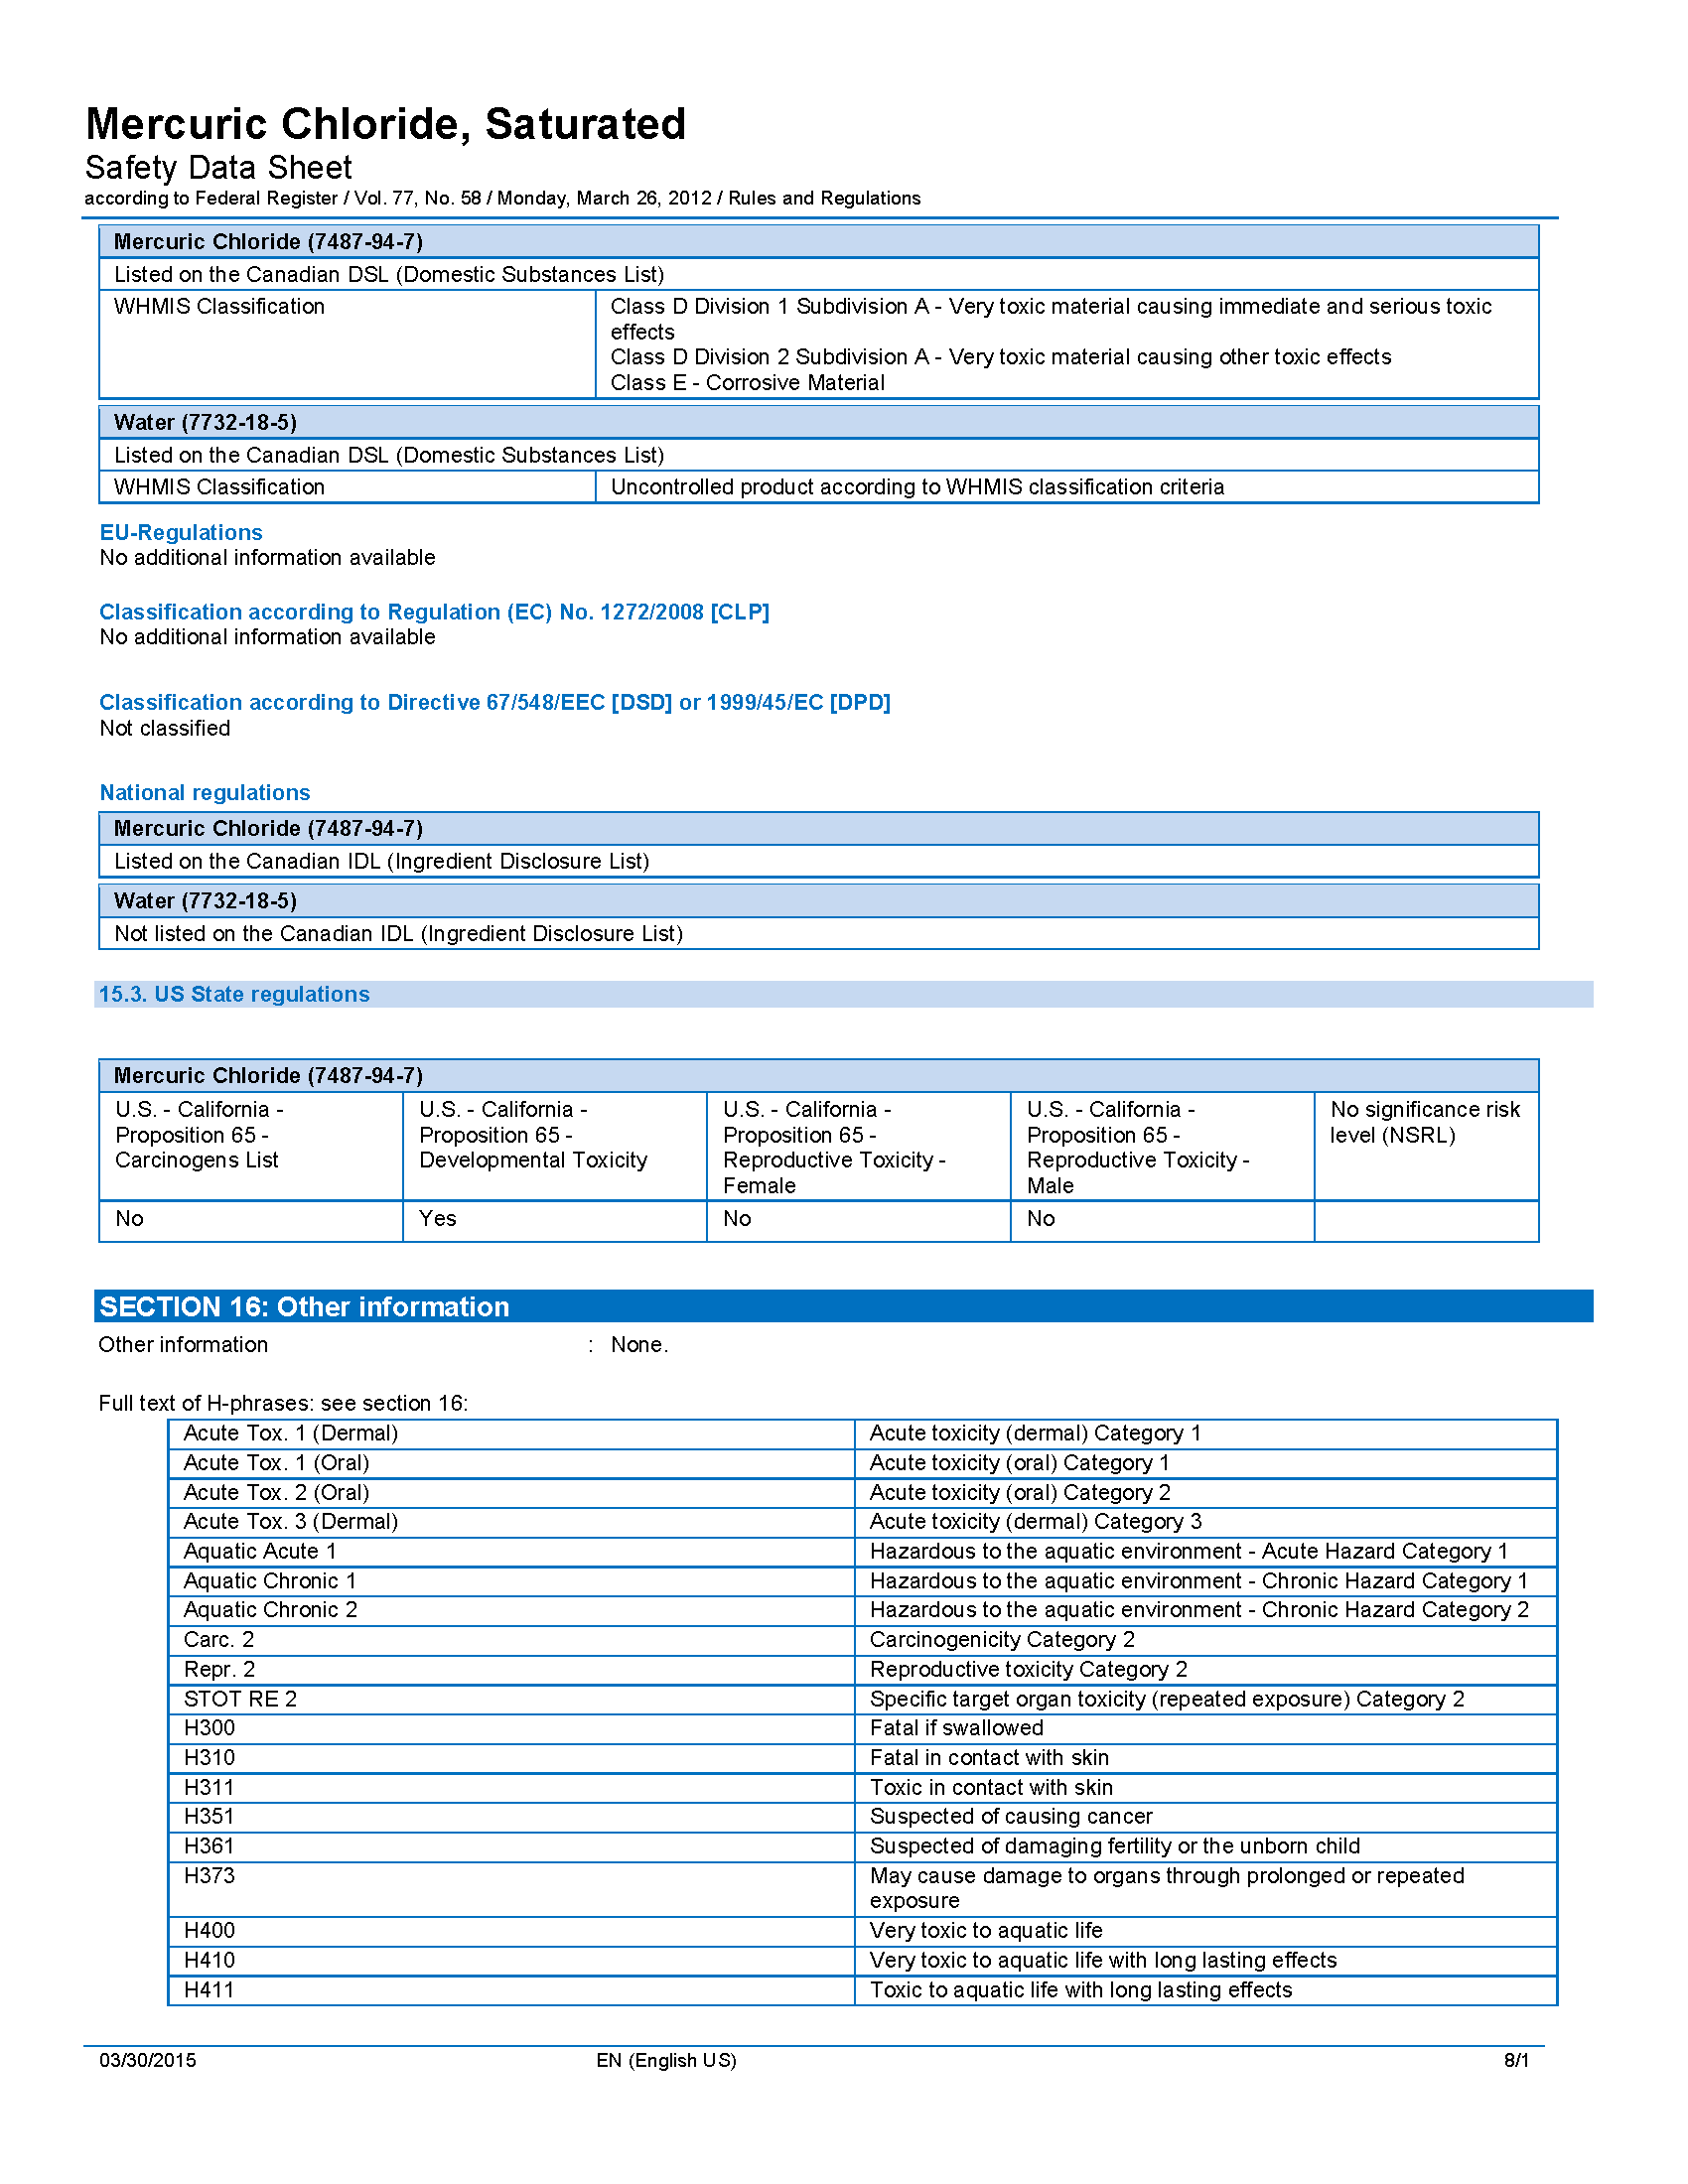 Mercuric Chloride, Saturated
Safety Data Sheet
according to Federal Register / Vol. 77, No. 58 / Monday, March 26, 2012 / Rules and Regulations
Mercuric Chloride (7487-94-7)
Listed on the Canadian DSL (Domestic Substances List)
WHMIS Classification
Class D Division 1 Subdivision A - Very toxic material causing immediate and serious toxic
effects
Class D Division 2 Subdivision A - Very toxic material causing other toxic effects
Class E - Corrosive Material
Water (7732-18-5)
Listed on the Canadian DSL (Domestic Substances List)
WHMIS Classification Uncontrolled product according to WHMIS classification criteria
EU-Regulations
No additional information available
Classification according to Regulation (EC) No. 1272/2008 [CLP]
No additional information available
Classification according to Directive 67/548/EEC [DSD] or 1999/45/EC [DPD]
Not classified
National regulations
Mercuric Chloride (7487-94-7)
Listed on the Canadian IDL (Ingredient Disclosure List)
Water (7732-18-5)
Not listed on the Canadian IDL (Ingredient Disclosure List)
15.3. US State regulations
Mercuric Chloride (7487-94-7)
U.S. - California -
Proposition 65 -
Carcinogens List
U.S. - California -
Proposition 65 -
Developmental Toxicity
U.S. - California -
Proposition 65 -
Reproductive Toxicity -
Female
U.S. - California -
Proposition 65 -
Reproductive Toxicity -
Male
No significance risk
level (NSRL)
No Yes No No
SECTION 16: Other information
Other information : None.
Full text of H-phrases: see section 16:
Acute Tox. 1 (Dermal) Acute toxicity (dermal) Category 1
Acute Tox. 1 (Oral) Acute toxicity (oral) Category 1
Acute Tox. 2 (Oral) Acute toxicity (oral) Category 2
Acute Tox. 3 (Dermal) Acute toxicity (dermal) Category 3
Aquatic Acute 1 Hazardous to the aquatic environment - Acute Hazard Category 1
Aquatic Chronic 1 Hazardous to the aquatic environment - Chronic Hazard Category 1
Aquatic Chronic 2 Hazardous to the aquatic environment - Chronic Hazard Category 2
Carc. 2 Carcinogenicity Category 2
Repr. 2 Reproductive toxicity Category 2
STOT RE 2 Specific target organ toxicity (repeated exposure) Category 2
H300 Fatal if swallowed
H310 Fatal in contact with skin
H311 Toxic in contact with skin
H351 Suspected of causing cancer
H361 Suspected of damaging fertility or the unborn child
H373 May cause damage to organs through prolonged or repeated
exposure
H400 Very toxic to aquatic life
H410 Very toxic to aquatic life with long lasting effects
H411 Toxic to aquatic life with long lasting effects
03/30/2015 EN (English US) 8/1